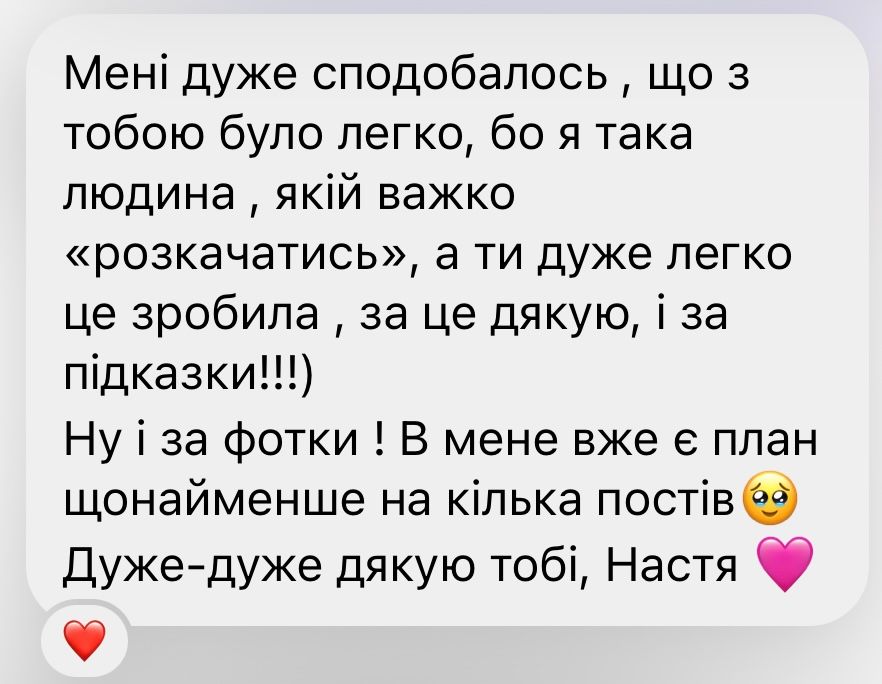 Мені дуже сподобалось , що з
тобою було легко, бо я така
людина , якій важко
«розкачатись», а ти дуже легко
це зробила , за це дякую, і за
підказки!!!)
Ну і за фотки ! В мене вже є план
щонайменше на кілька постів🥹
Дуже-дуже дякую тобі, Настя 🩷
❤️